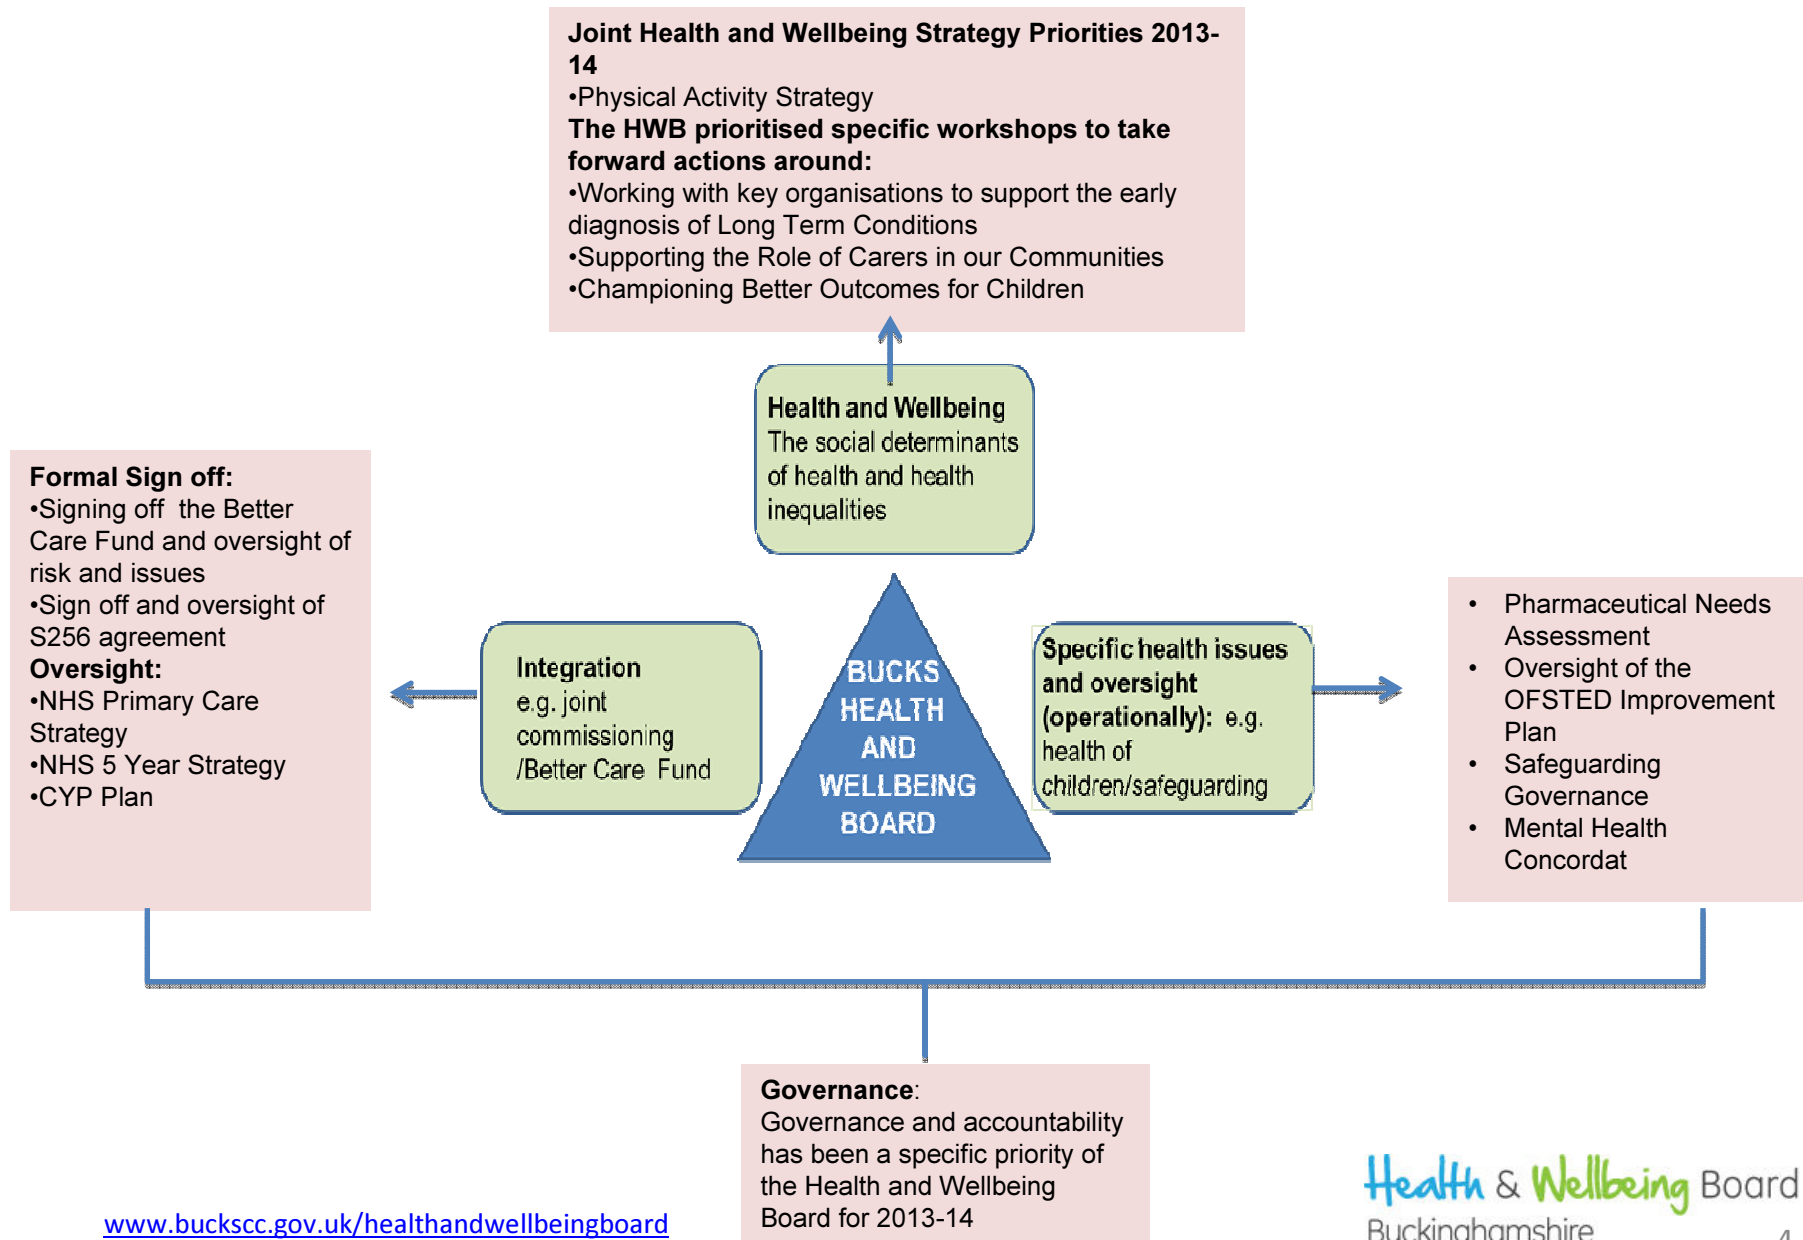 Joint Health and Wellbeing Strategy Priorities 2013-
14
•Physical Activity Strategy
The HWB prioritised specific workshops to take
forward actions around:
•Working with key organisations to support the early
diagnosis of Long Term Conditions
•Supporting the Role of Carers in our Communities
•Championing Better Outcomes for Children
Health and Wellbeing
The social determinants
of health and health
inequalities
Formal Sign off:
•Signing off the Better
Care Fund and oversight of
risk and issues
•Sign off and oversight of
S256 agreement
Oversight:
•NHS Primary Care
Strategy
•NHS 5 Year Strategy
•CYP Plan
Integration
e.g. joint
commissioning
/Better Care Fund
BUCKS
HEALTH
AND
WELLBEING
BOARD
Specific health issues
and oversight
(operationally): e.g.
health of
children/safeguarding
• Pharmaceutical Needs
Assessment
• Oversight of the
OFSTED Improvement
Plan
• Safeguarding
Governance
• Mental Health
Concordat
Governance:
Governance and accountability
has been a specific priority of
the Health and Wellbeing
Board for 2013-14
www.buckscc.gov.uk/healthandwellbeingboard
Health & Wellbeing Board
Buckinghamshire
4